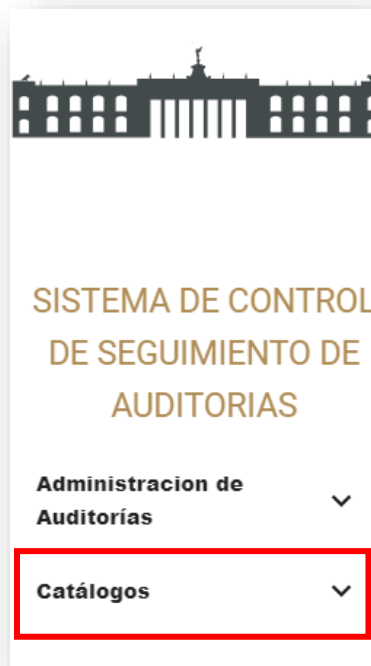 SISTEMA DE CONTROL
DE SEGUIMIENTO DE
AUDITORIAS
Administracion de
Auditorías
Catálogos